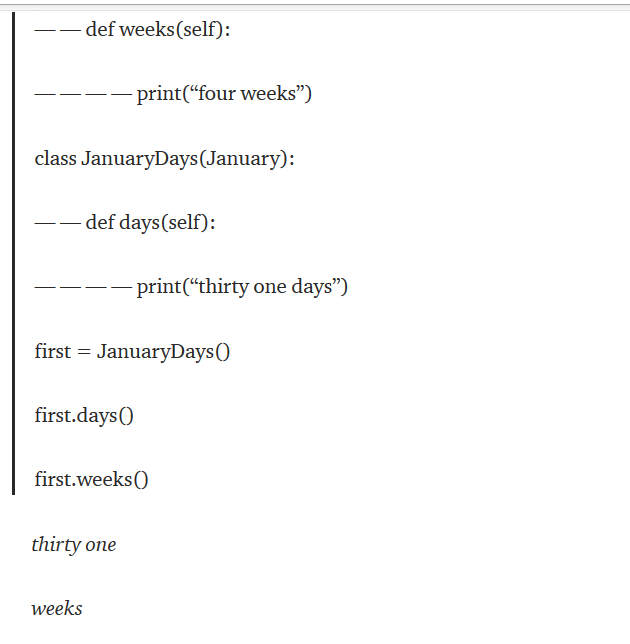 — — def weeks(self):
— — — — print(“four weeks”)
class JanuaryDays(January):
— — def days(self):
— — — — print(“thirty one days”)
first = JanuaryDays()
first.days()
first.weeks()
thirty one
weeks